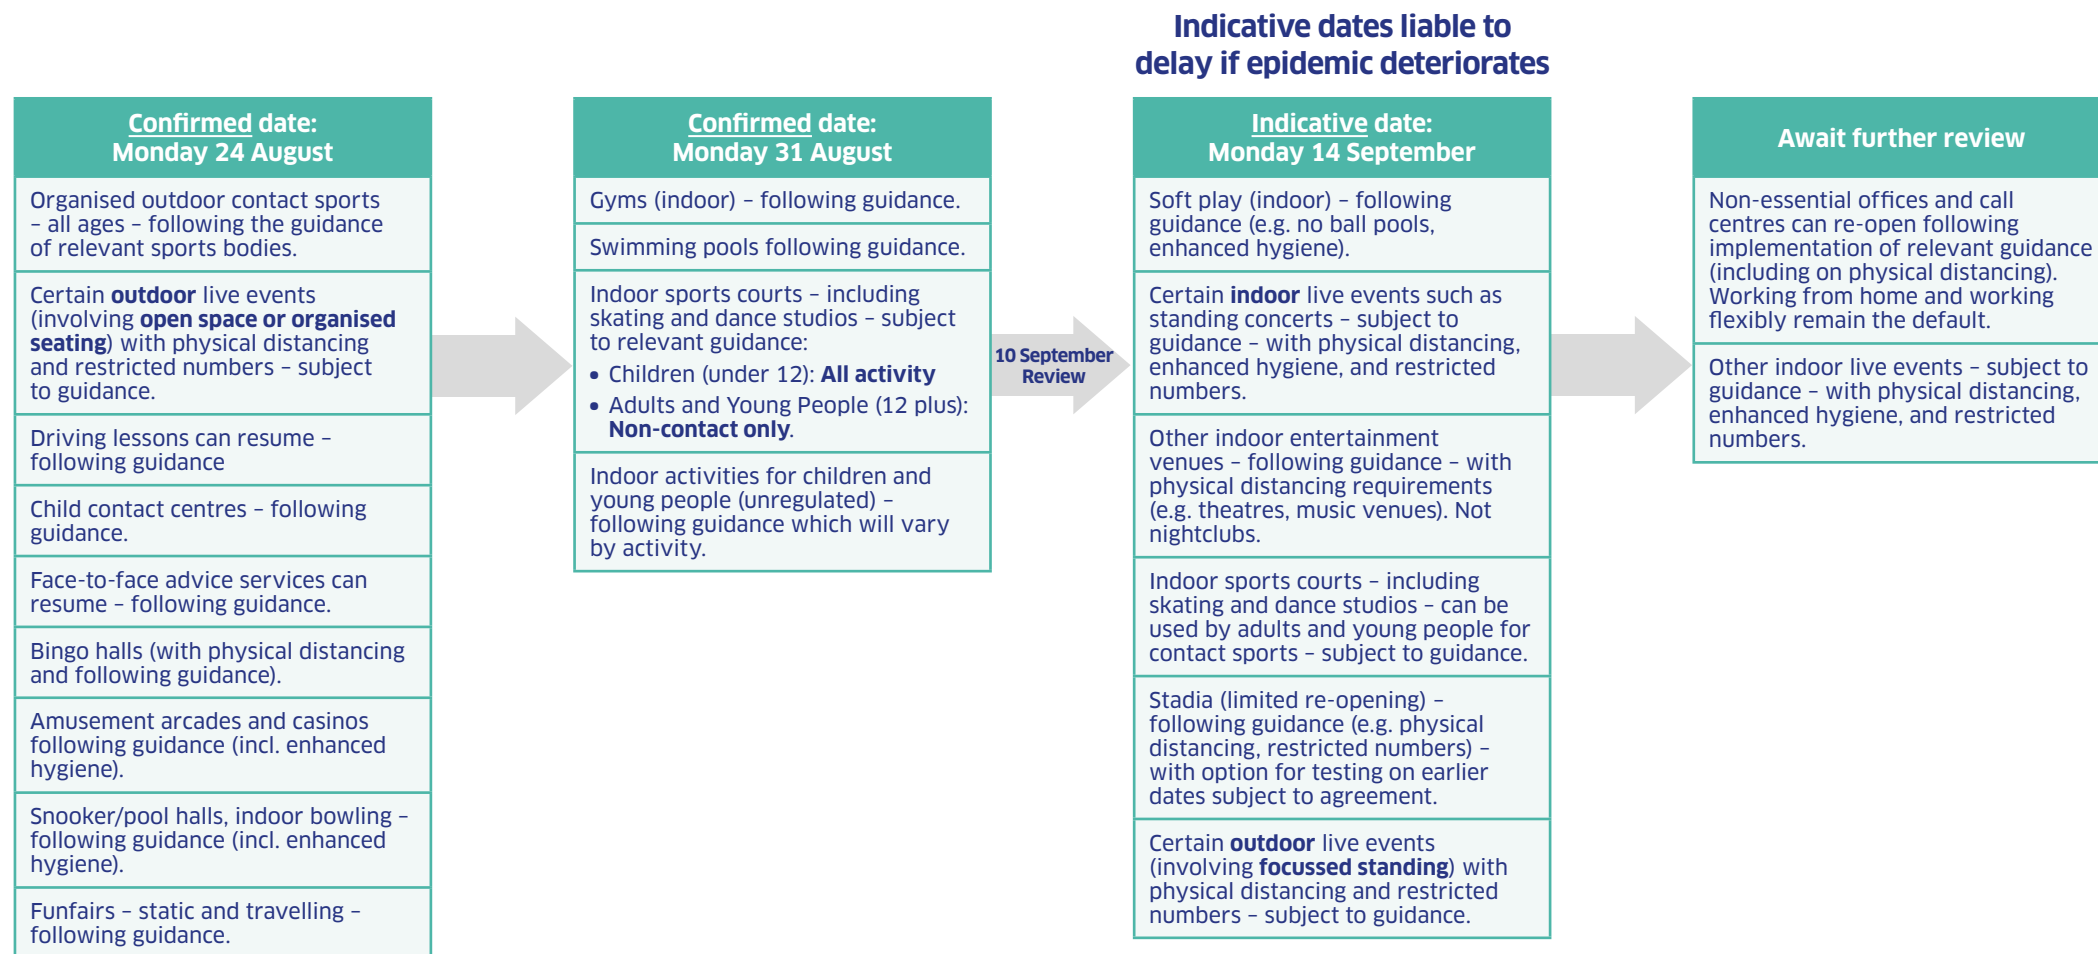 Indicative dates liable to
delay if epidemic deteriorates
Confirmed date:
Monday 24 August
Organised outdoor contact sports
– all ages – following the guidance
of relevant sports bodies.
Certain outdoor live events
(involving open space or organised
seating) with physical distancing
and restricted numbers – subject
to guidance.
Driving lessons can resume –
following guidance
Child contact centres – following
guidance.
Face-to-face advice services can
resume – following guidance.
Bingo halls (with physical distancing
and following guidance).
Amusement arcades and casinos
following guidance (incl. enhanced
hygiene).
Snooker/pool halls, indoor bowling –
following guidance (incl. enhanced
hygiene).
Funfairs – static and travelling –
following guidance.
Confirmed date:
Monday 31 August
Gyms (indoor) – following guidance.
Swimming pools following guidance.
Indoor sports courts – including
skating and dance studios – subject
to relevant guidance:
• Children (under 12): All activity
• Adults and Young People (12 plus):
Non-contact only.
Indoor activities for children and
young people (unregulated) –
following guidance which will vary
by activity.
10 September
Review
Indicative date:
Monday 14 September
Soft play (indoor) – following
guidance (e.g. no ball pools,
enhanced hygiene).
Certain indoor live events such as
standing concerts – subject to
guidance – with physical distancing,
enhanced hygiene, and restricted
numbers.
Other indoor entertainment
venues – following guidance – with
physical distancing requirements
(e.g. theatres, music venues). Not
nightclubs.
Indoor sports courts – including
skating and dance studios – can be
used by adults and young people for
contact sports – subject to guidance.
Stadia (limited re-opening) –
following guidance (e.g. physical
distancing, restricted numbers) –
with option for testing on earlier
dates subject to agreement.
Certain outdoor live events
(involving focussed standing) with
physical distancing and restricted
numbers – subject to guidance.
Await further review
Non-essential offices and call
centres can re-open following
implementation of relevant guidance
(including on physical distancing).
Working from home and working
flexibly remain the default.
Other indoor live events – subject to
guidance – with physical distancing,
enhanced hygiene, and restricted
numbers.